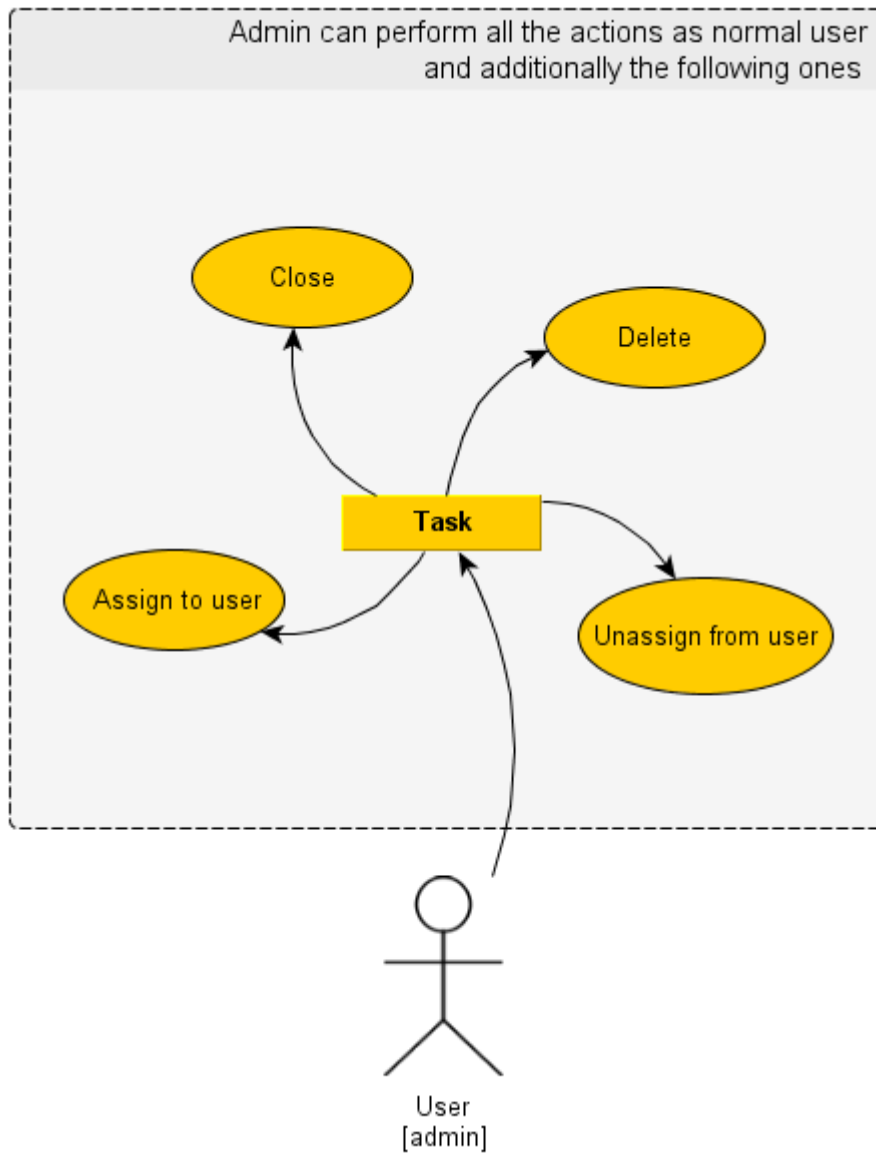 Admin can perform all the actions as normal user
and additionally the following ones
Close
Delete
Task
Assign to user
Unassign from user
User
[admin]